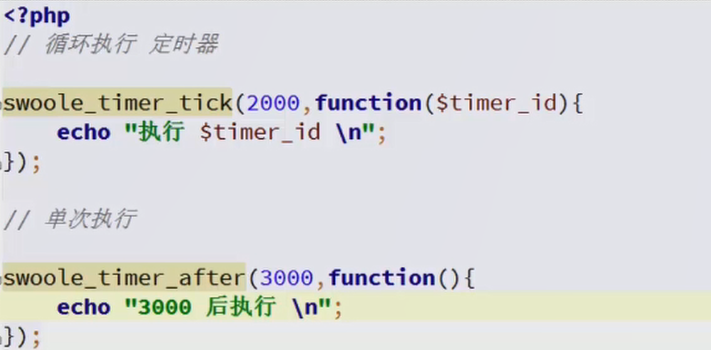 <?php
// 循环执行 定时器
swoole_timer_tick(2000,function($timer_id){
echo "执行 $timer_id \n";
});
// 单次执行
swoole_timer_after(3000,function(){
echo "3000 后执行 \n";
});